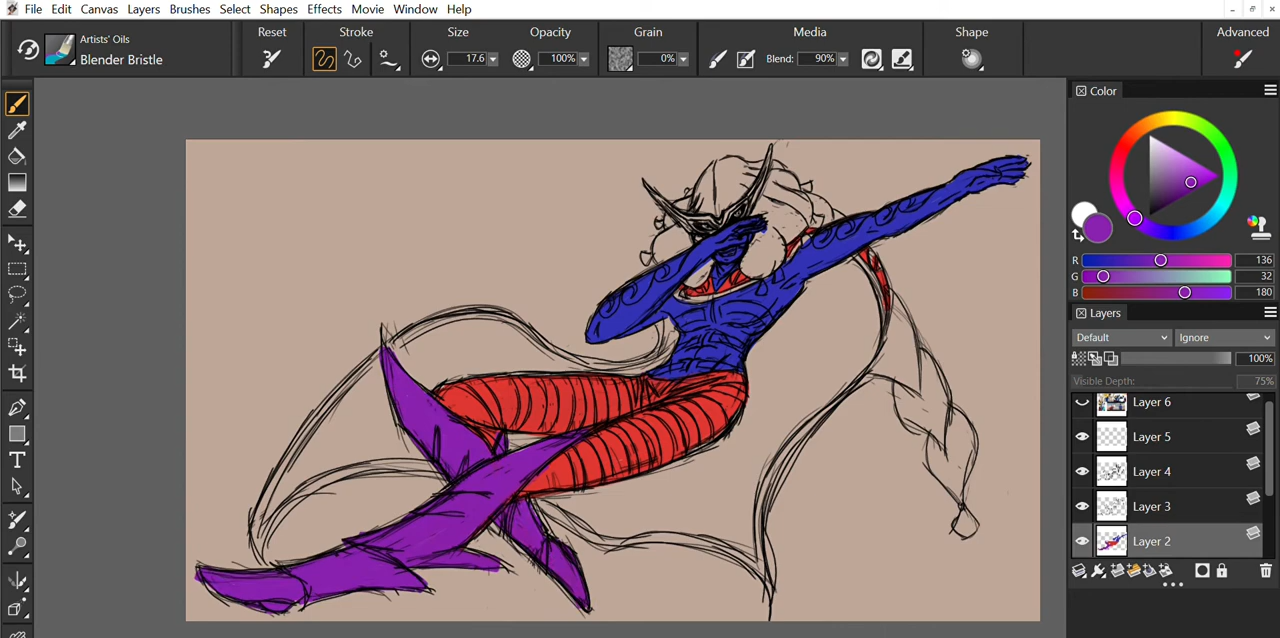 File Edit Canvas Layers Brushes Select Shapes Effects Movie Window Help
Artists' Oils
Blender Bristle
Reset Stroke Size Opacity Grain Media Shape Advanced
17.6 100% 0% Blend: 90%
Color
R 136
G 32
B 180
Layers
Default Ignore
100%
Visible Depth: 75%
Layer 6
Layer 5
Layer 4
Layer 3
Layer 2
T